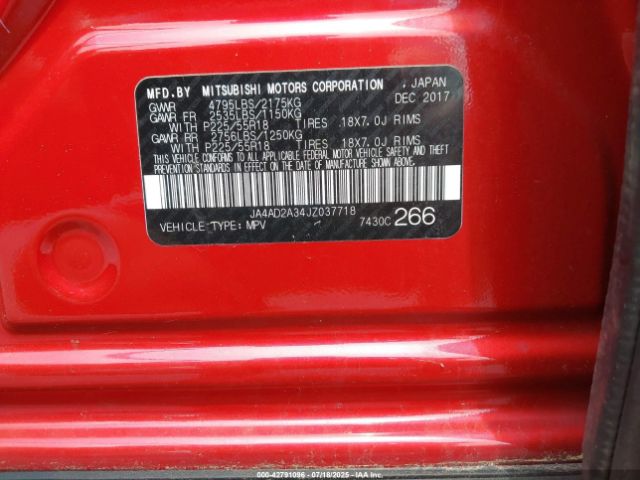 MFD.BY MITSUBISHI MOTORS CORPORATION , JAPAN
GVWR 4795LBS/2175KG DEC 2017
GAWR FR 2535LBS/1150KG
WITH P225/55R18 TIRES 18X7.0J RIMS
GAWR RR 2756LBS/1250KG
WITH P225/55R18 TIRES 18X7.0J RIMS
THIS VEHICLE CONFORMS TO ALL APPLICABLE FEDERAL MOTOR VEHICLE
SAFETY AND THEFT PREVENTION STANDARDS IN EFFECT ON
THE DATE OF MANUFACTURE SHOWN ABOVE.
JA4AD2A34JZ037718
VEHICLE TYPE: MPV 7430C 266
000-42791096 - 07/18/2025 - IAAI.com